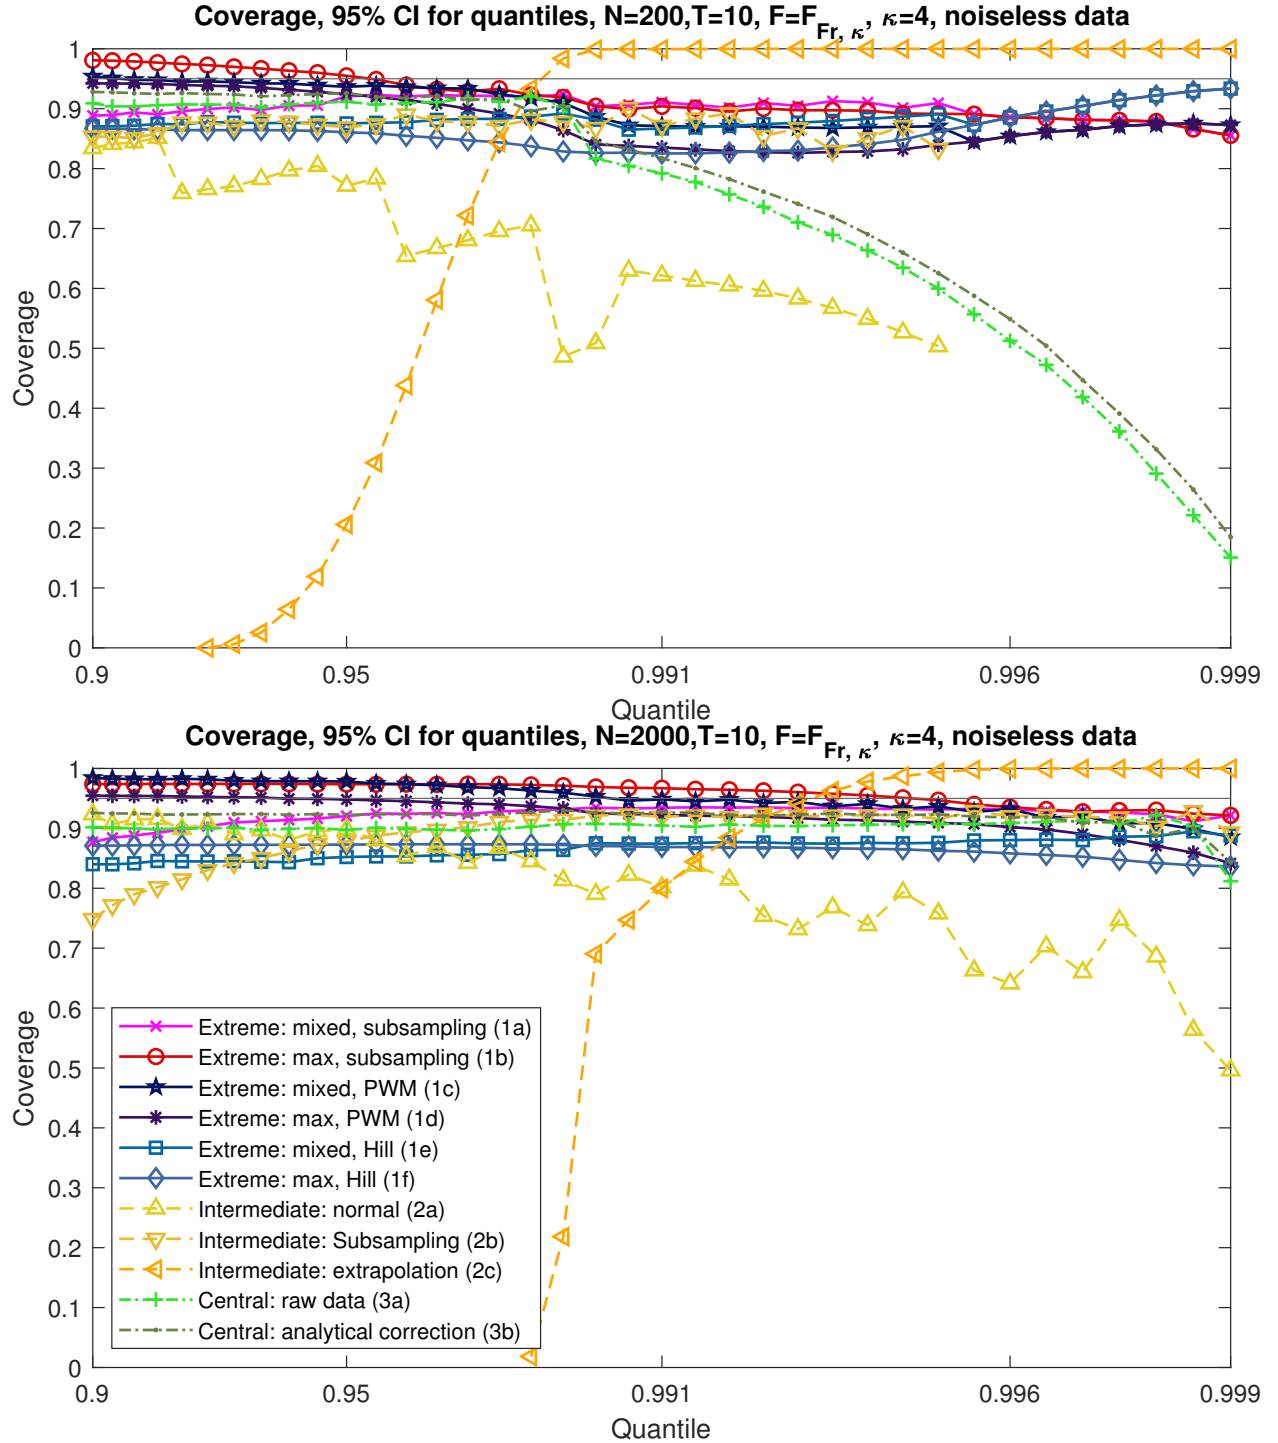 Coverage, 95% CI for quantiles, N=200,T=10, F=F_Fr, κ, κ=4, noiseless data
1
0.9
0.8
0.7
0.6
0.5
0.4
0.3
0.2
0.1
0
Coverage
0.9 0.95 0.991 0.996 0.999
Quantile
Coverage, 95% CI for quantiles, N=2000,T=10, F=F_Fr, κ, κ=4, noiseless data
1
0.9
0.8
0.7
0.6
0.5
0.4
0.3
0.2
0.1
0
Coverage
Extreme: mixed, subsampling (1a)
Extreme: max, subsampling (1b)
Extreme: mixed, PWM (1c)
Extreme: max, PWM (1d)
Extreme: mixed, Hill (1e)
Extreme: max, Hill (1f)
Intermediate: normal (2a)
Intermediate: Subsampling (2b)
Intermediate: extrapolation (2c)
Central: raw data (3a)
Central: analytical correction (3b)
0.9 0.95 0.991 0.996 0.999
Quantile